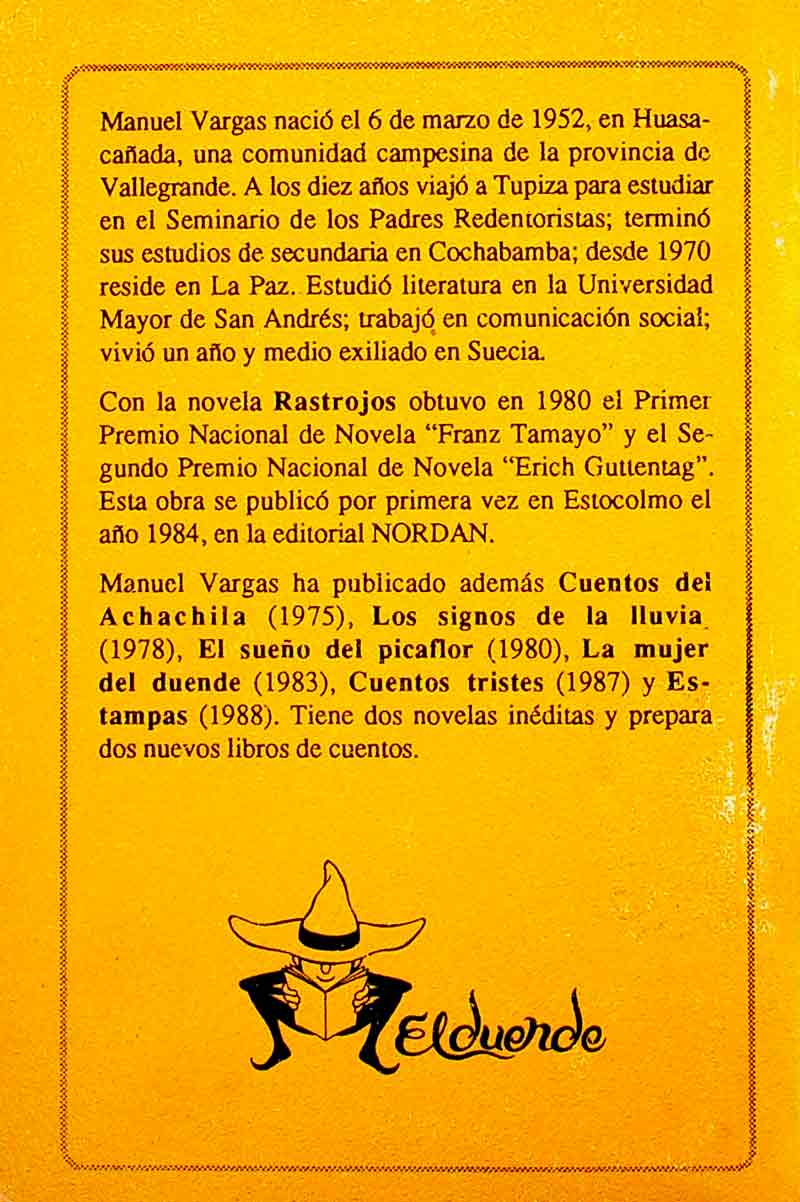 Manuel Vargas nació el 6 de marzo de 1952, en Huasa-
cañada, una comunidad campesina de la provincia de
Vallegrande. A los diez años viajó a Tupiza para estudiar
en el Seminario de los Padres Redentoristas; terminó
sus estudios de secundaria en Cochabamba; desde 1970
reside en La Paz. Estudió literatura en la Universidad
Mayor de San Andrés; trabajó en comunicación social;
vivió un año y medio exiliado en Suecia.
Con la novela Rastrojos obtuvo en 1980 el Primer
Premio Nacional de Novela “Franz Tamayo” y el Se-
gundo Premio Nacional de Novela “Erich Guttentag”.
Esta obra se publicó por primera vez en Estocolmo el
año 1984, en la editorial NORDAN.
Manuel Vargas ha publicado además Cuentos del
Achachila (1975), Los signos de la lluvia
(1978), El sueño del picaflor (1980), La mujer
del duende (1983), Cuentos tristes (1987) y Es-
tampas (1988). Tiene dos novelas inéditas y prepara
dos nuevos libros de cuentos.
El duende